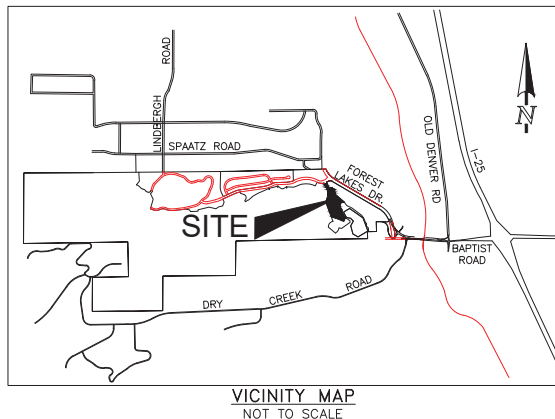 LINDBERGH
ROAD
SPAATZ ROAD
FOREST
LAKES DR.
OLD DENVER RD
I-25
N
SITE
BAPTIST
ROAD
DRY CREEK ROAD
VICINITY MAP
NOT TO SCALE